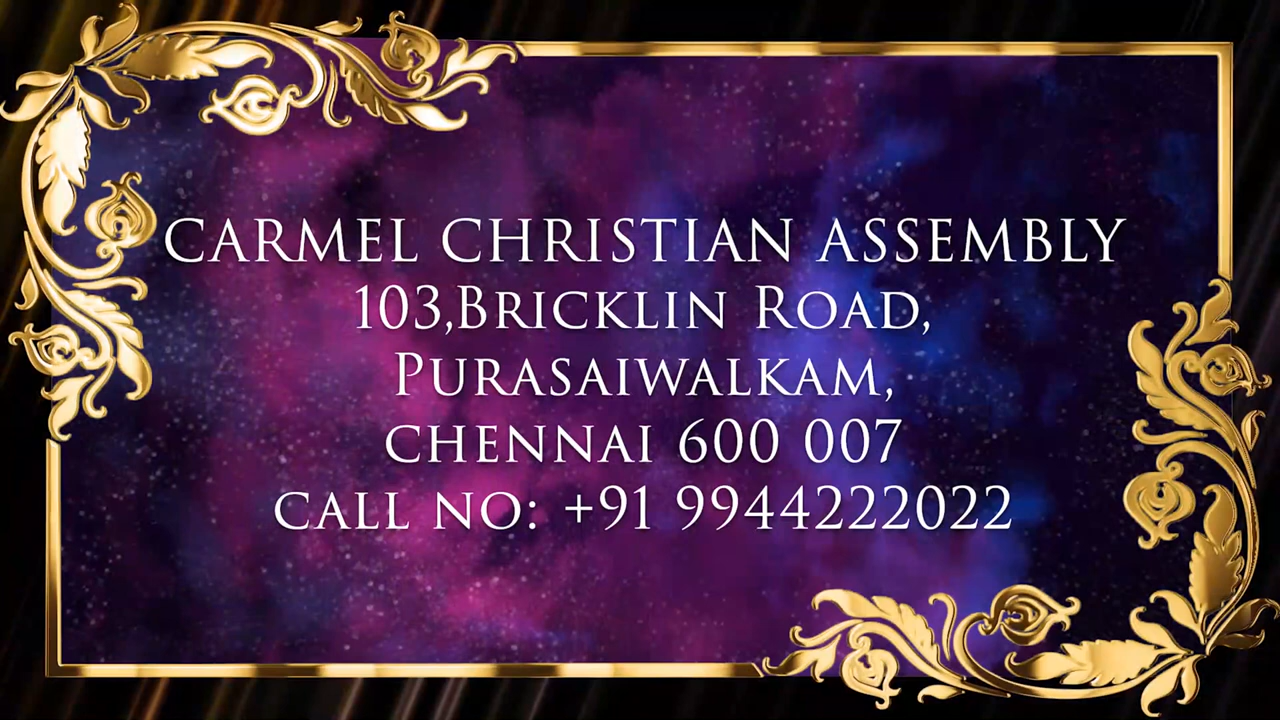 CARMEL CHRISTIAN ASSEMBLY
103,Bricklin Road,
Purasaiwalkam,
chennai 600 007
call no: +91 9944222022